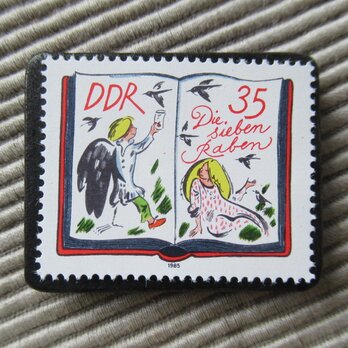 DDR
35
Die
sieben
Raben
1985